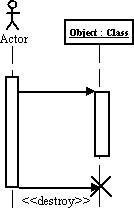 Object : Class
Actor
<<destroy>>